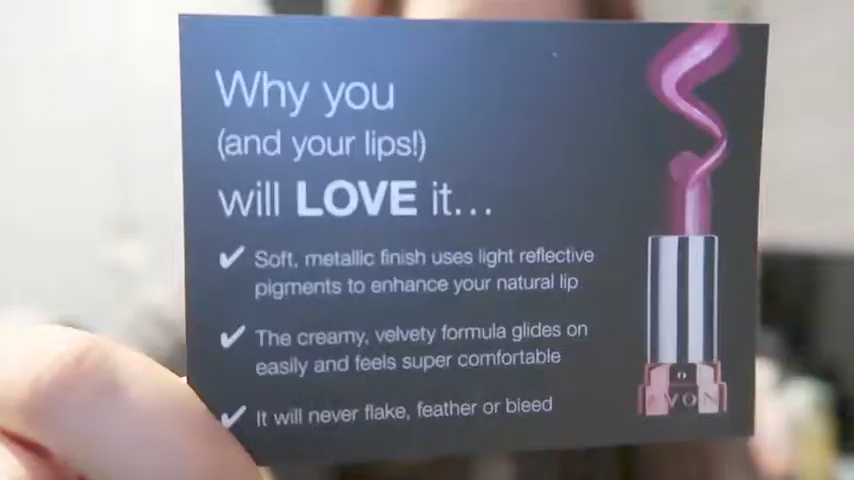 Why you
(and your lips!)
will LOVE it...
✔ Soft, metallic finish uses light reflective
pigments to enhance your natural lip
✔ The creamy, velvety formula glides on
easily and feels super comfortable
✔ It will never flake, feather or bleed
AVON